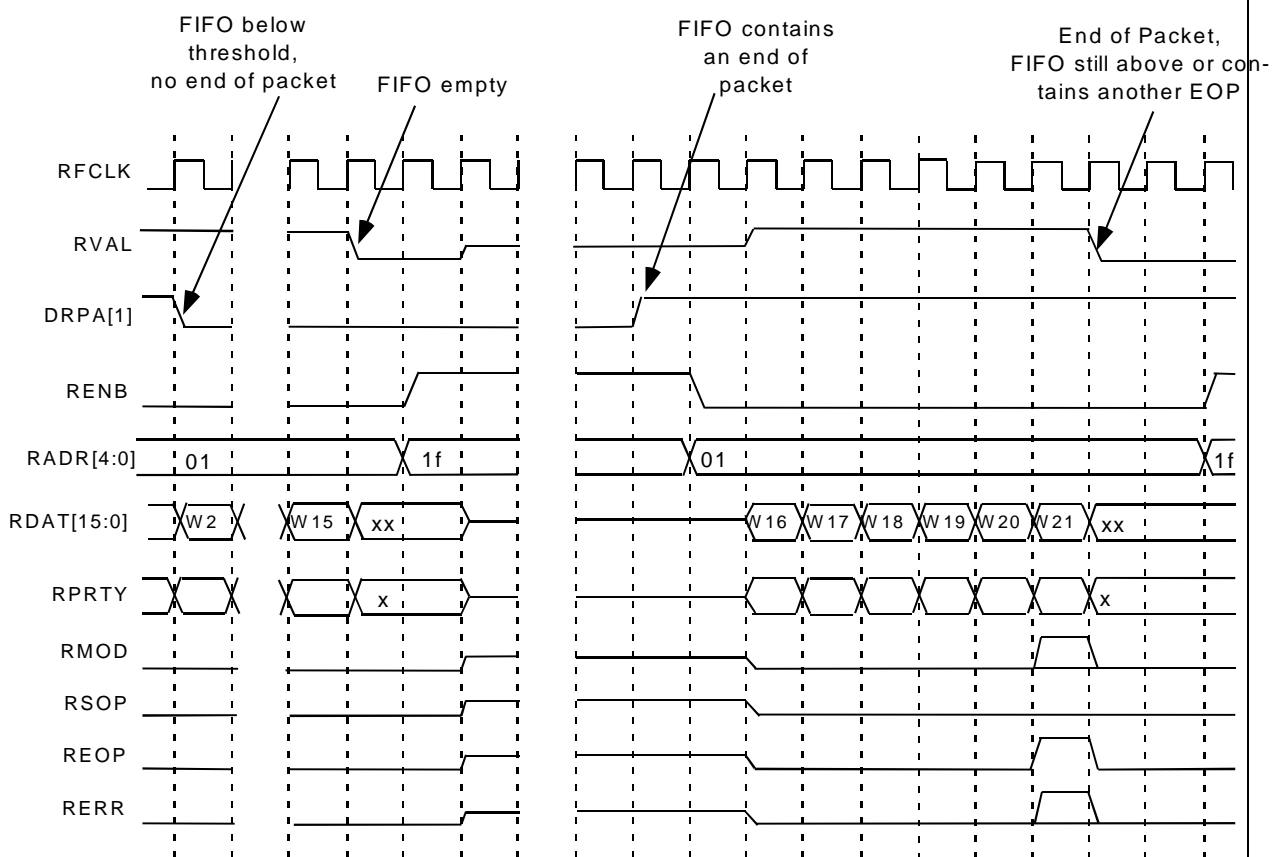 FIFO below
threshold,
no end of packet
FIFO empty
FIFO contains
an end of
packet
End of Packet,
FIFO still above or con-
tains another EOP
RFCLK
RVAL
DRPA[1]
RENB
RADR[4:0] 01 1f 01 1f
RDAT[15:0] W2 W15 xx W16 W17 W18 W19 W20 W21 xx
RPRTY x x
RMOD
RSOP
REOP
RERR